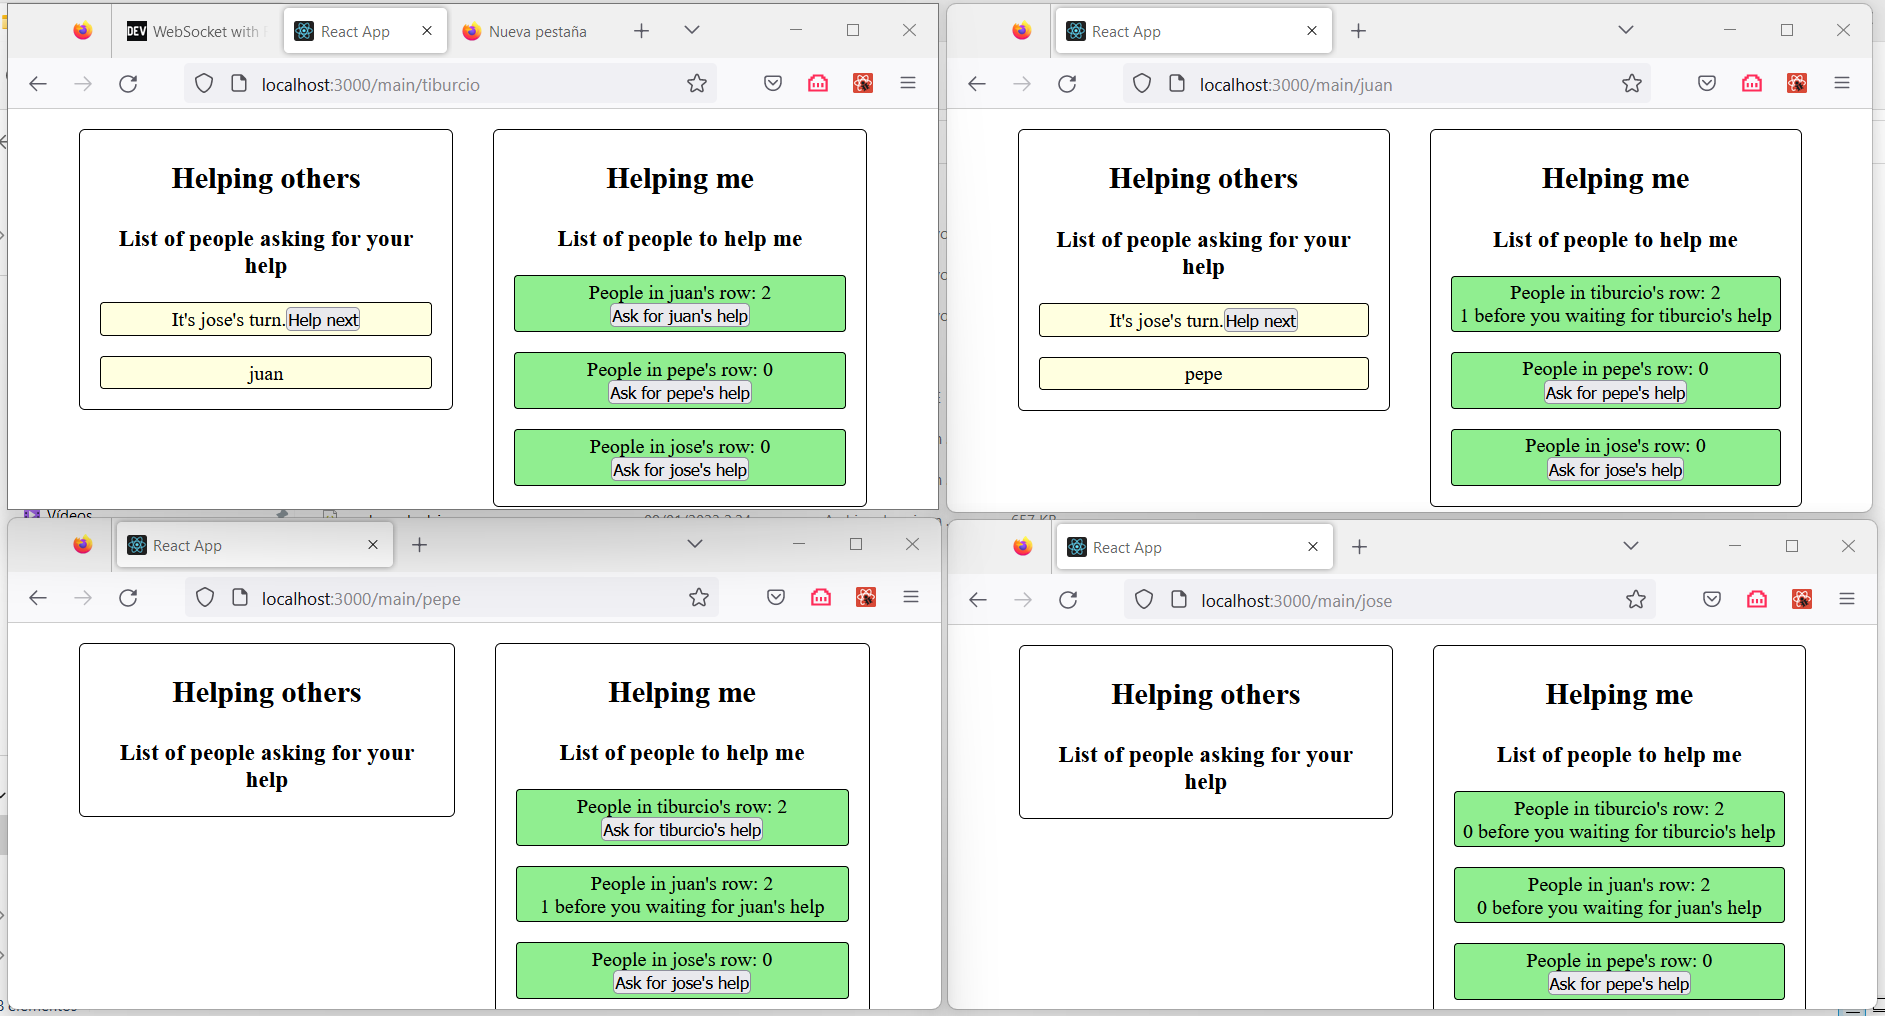 DEV WebSocket with
React App
Nueva pestaña
localhost:3000/main/tiburcio
Helping others
List of people asking for your
help
It's jose's turn.Help next
juan
Helping me
List of people to help me
People in juan's row: 2
Ask for juan's help
People in pepe's row: 0
Ask for pepe's help
People in jose's row: 0
Ask for jose's help
React App
localhost:3000/main/juan
Helping others
List of people asking for your
help
It's jose's turn.Help next
pepe
Helping me
List of people to help me
People in tiburcio's row: 2
1 before you waiting for tiburcio's help
People in pepe's row: 0
Ask for pepe's help
People in jose's row: 0
Ask for jose's help
Vídeos
React App
localhost:3000/main/pepe
Helping others
List of people asking for your
help
Helping me
List of people to help me
People in tiburcio's row: 2
Ask for tiburcio's help
People in juan's row: 2
1 before you waiting for juan's help
People in jose's row: 0
Ask for jose's help
React App
localhost:3000/main/jose
Helping others
List of people asking for your
help
Helping me
List of people to help me
People in tiburcio's row: 2
0 before you waiting for tiburcio's help
People in juan's row: 2
0 before you waiting for juan's help
People in pepe's row: 0
Ask for pepe's help